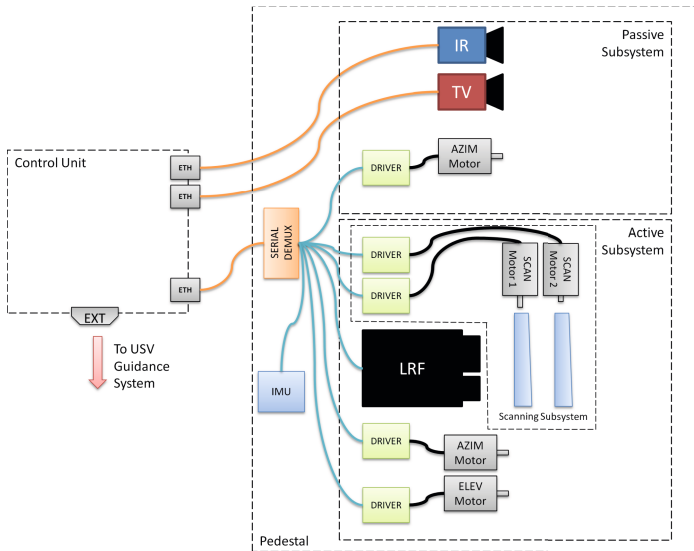 Passive
Subsystem
IR
TV
Control Unit
ETH
ETH
ETH
DRIVER
AZIM
Motor
SERIAL
DEMUX
Active
Subsystem
DRIVER
DRIVER
SCAN
Motor 1
SCAN
Motor 2
EXT
To USV
Guidance
System
LRF
IMU
Scanning Subsystem
DRIVER
AZIM
Motor
DRIVER
ELEV
Motor
Pedestal